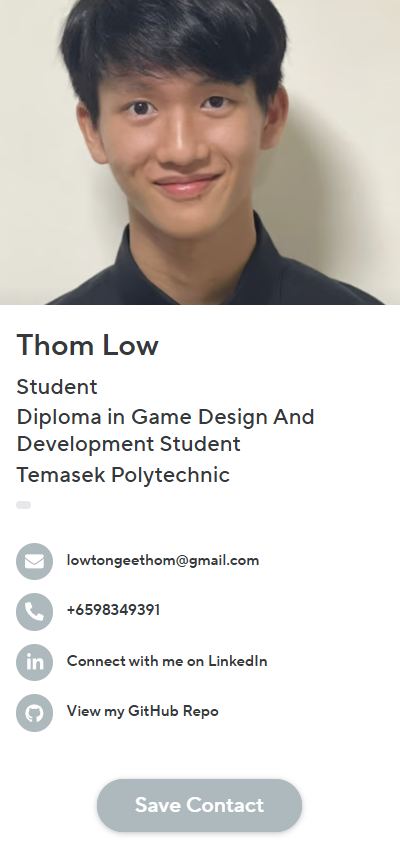 Thom Low
Student
Diploma in Game Design And
Development Student
Temasek Polytechnic
lowtongeethom@gmail.com
+6598349391
in
Connect with me on LinkedIn
View my GitHub Repo
Save Contact